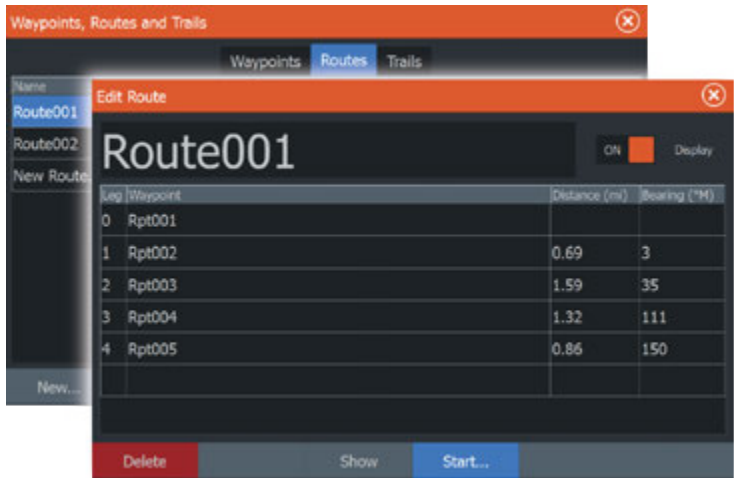 Waypoints, Routes and Trails
Waypoints Routes Trails
Name
Route001
Route002
New Route.
New...
Edit Route
Route001
ON Display
Leg Waypoint Distance (mi) Bearing (°M)
0 Rpt001
1 Rpt002 0.69 3
2 Rpt003 1.59 35
3 Rpt004 1.32 111
4 Rpt005 0.86 150
Delete Show Start...